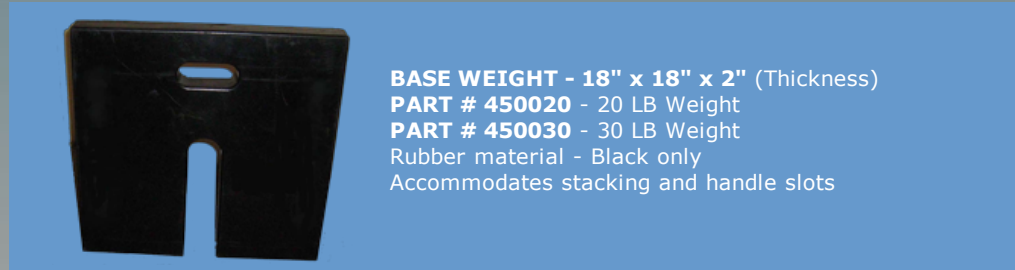 BASE WEIGHT - 18" x 18" x 2" (Thickness)
PART # 450020 - 20 LB Weight
PART # 450030 - 30 LB Weight
Rubber material - Black only
Accommodates stacking and handle slots